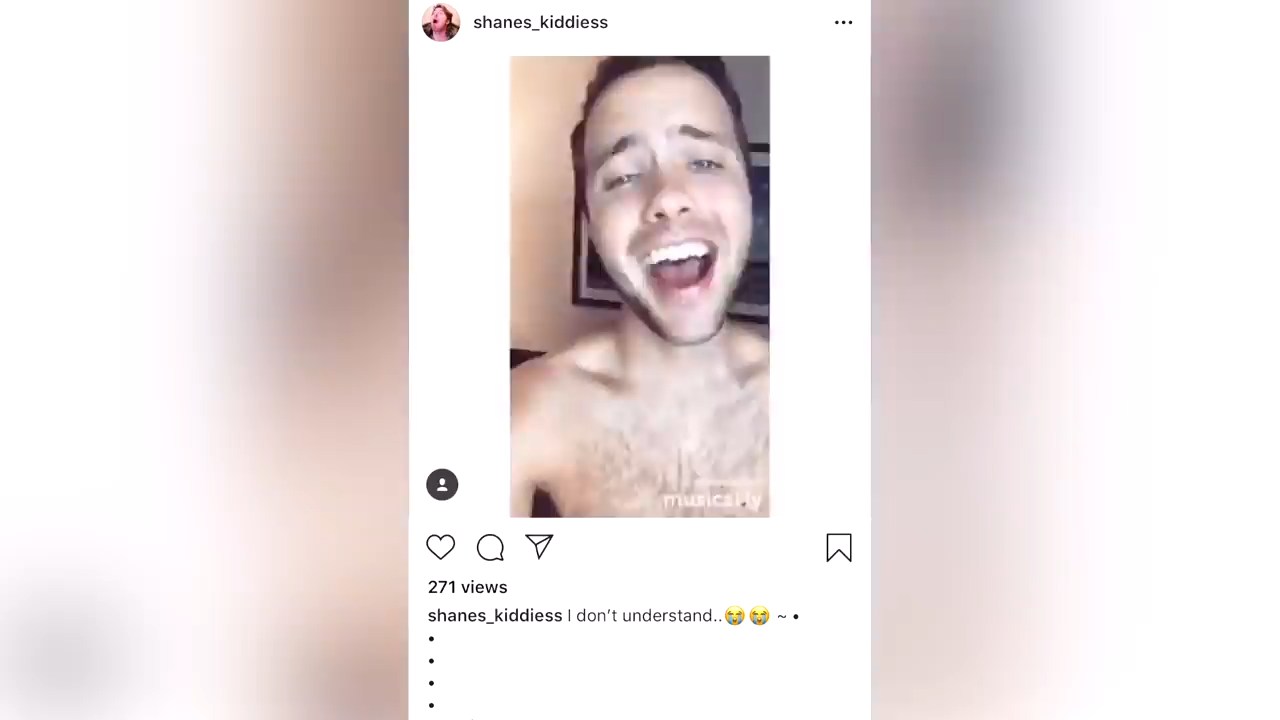 shanes_kiddiess
musical.ly
271 views
shanes_kiddiess I don’t understand..😭😭 ~ •
•
•
•
•